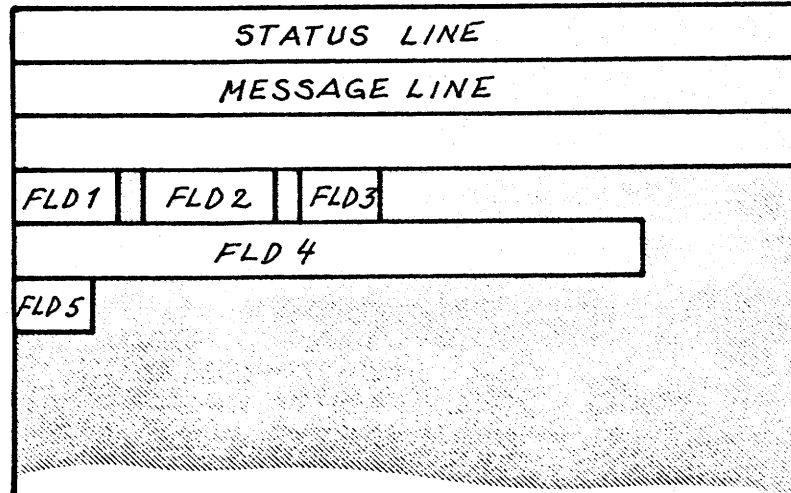 STATUS LINE
MESSAGE LINE
FLD1 FLD2 FLD3
FLD 4
FLD5